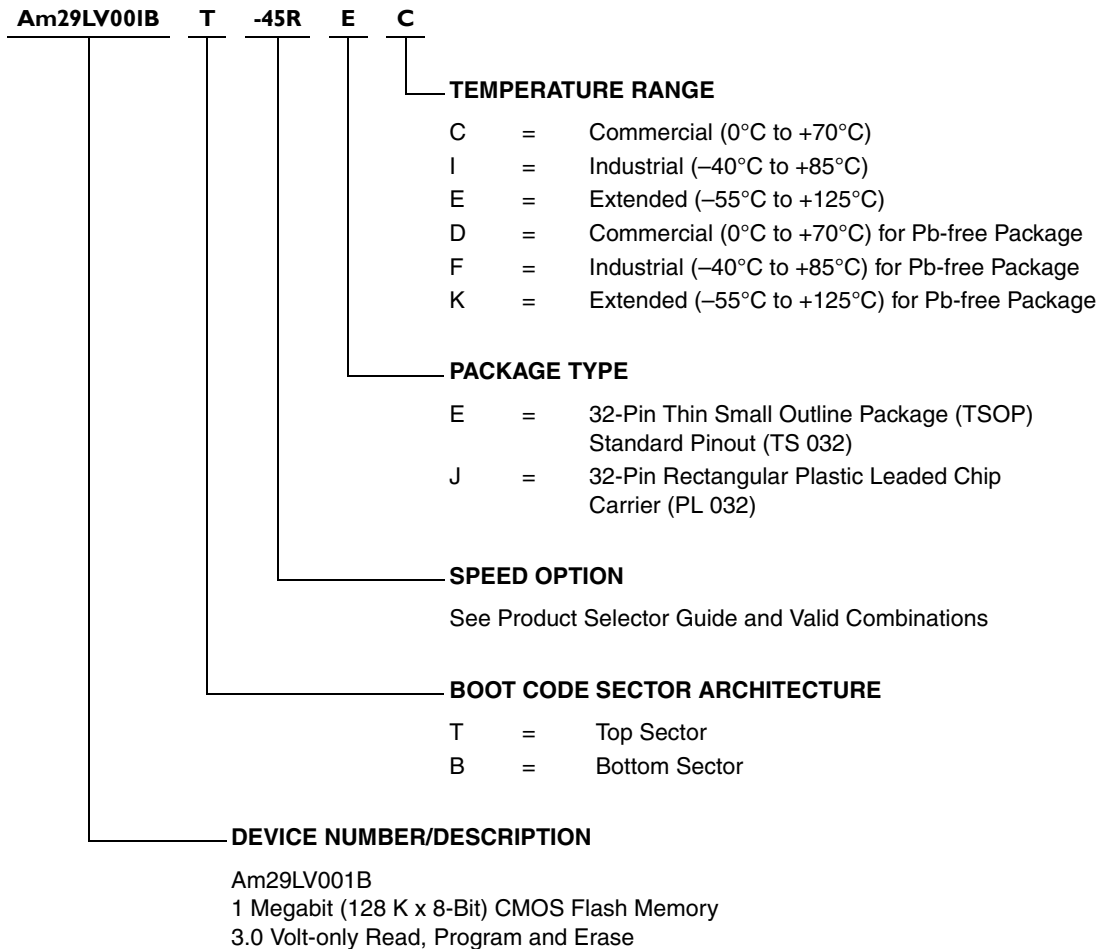 Am29LV001B T -45R E C
TEMPERATURE RANGE
C = Commercial (0°C to +70°C)
I = Industrial (–40°C to +85°C)
E = Extended (–55°C to +125°C)
D = Commercial (0°C to +70°C) for Pb-free Package
F = Industrial (–40°C to +85°C) for Pb-free Package
K = Extended (–55°C to +125°C) for Pb-free Package
PACKAGE TYPE
E = 32-Pin Thin Small Outline Package (TSOP)
Standard Pinout (TS 032)
J = 32-Pin Rectangular Plastic Leaded Chip
Carrier (PL 032)
SPEED OPTION
See Product Selector Guide and Valid Combinations
BOOT CODE SECTOR ARCHITECTURE
T = Top Sector
B = Bottom Sector
DEVICE NUMBER/DESCRIPTION
Am29LV001B
1 Megabit (128 K x 8-Bit) CMOS Flash Memory
3.0 Volt-only Read, Program and Erase